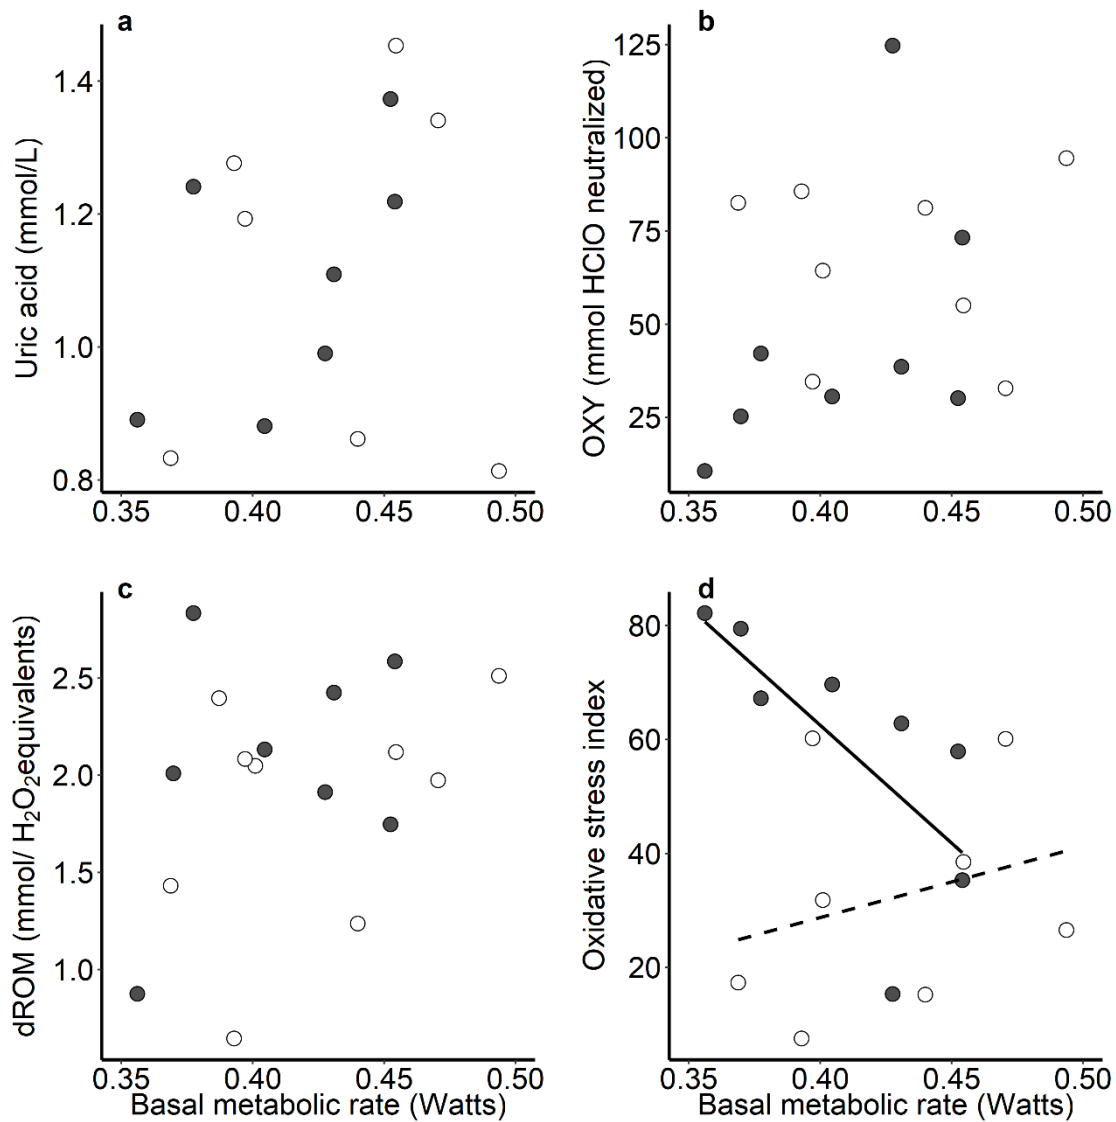 a
Uric acid (mmol/L)
1.4
1.2
1.0
0.8
0.35 0.40 0.45 0.50
b
OXY (mmol HClO neutralized)
125
100
75
50
25
0.35 0.40 0.45 0.50
c
dROM (mmol/ H₂O₂equivalents)
2.5
2.0
1.5
1.0
0.35 0.40 0.45 0.50
Basal metabolic rate (Watts)
d
Oxidative stress index
80
60
40
20
0.35 0.40 0.45 0.50
Basal metabolic rate (Watts)